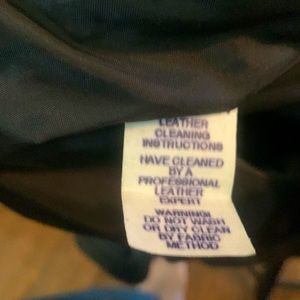 LEATHER
CLEANING
INSTRUCTIONS
HAVE CLEANED
BY A
PROFESSIONAL
LEATHER
EXPERT
WARNING!
DO NOT WASH
OR DRY CLEAN
BY FABRIC
METHOD